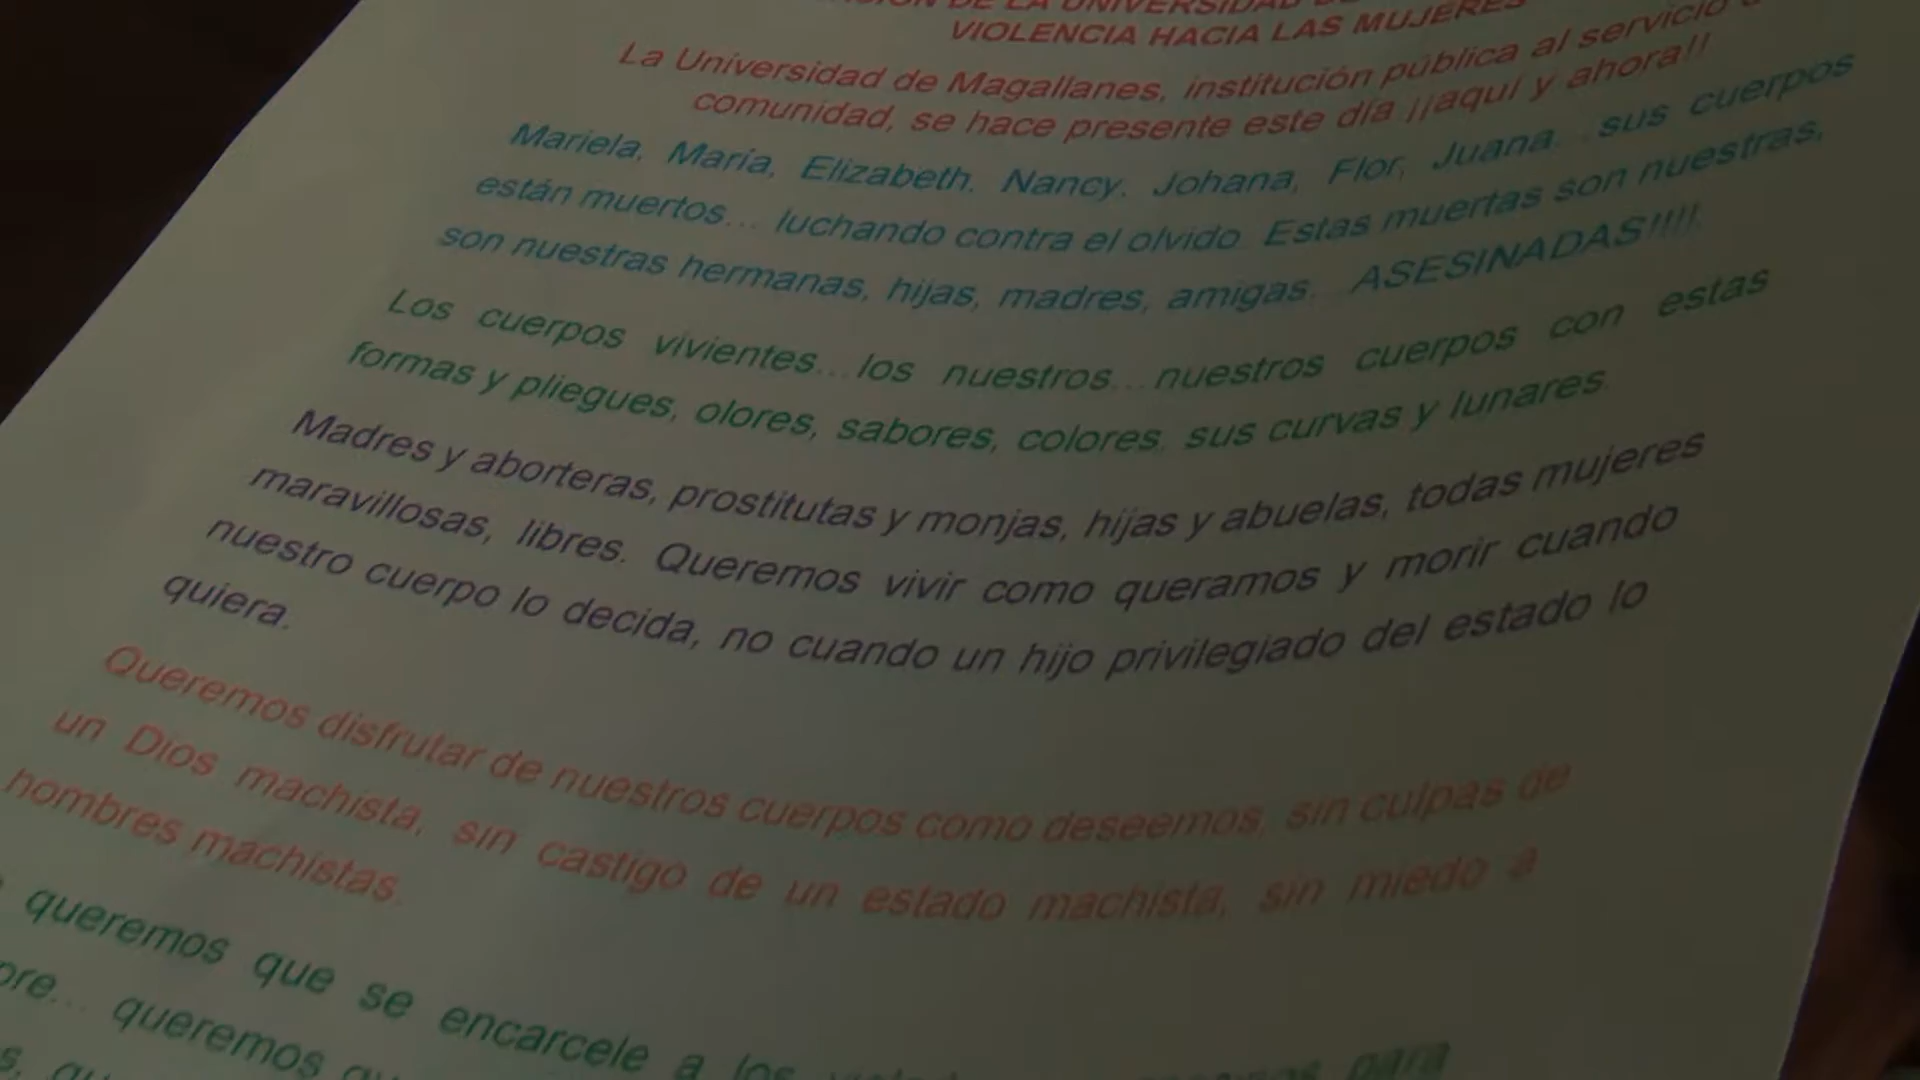 DE LA UNIVERSIDAD
VIOLENCIA HACIA LAS MUJERES
La Universidad de Magallanes, institución pública al servicio
comunidad, se hace presente este día ¡¡aquí y ahora!!
Mariela, María, Elizabeth, Nancy, Johana, Flor, Juana... sus cuerpos
están muertos... luchando contra el olvido. Estas muertas son nuestras,
son nuestras hermanas, hijas, madres, amigas... ASESINADAS!!!!
Los cuerpos vivientes...los nuestros...nuestros cuerpos con estas
formas y pliegues, olores, sabores, colores, sus curvas y lunares.
Madres y aborteras, prostitutas y monjas, hijas y abuelas, todas mujeres
maravillosas, libres. Queremos vivir como queramos y morir cuando
nuestro cuerpo lo decida, no cuando un hijo privilegiado del estado lo
quiera.
Queremos disfrutar de nuestros cuerpos como deseemos, sin culpas de
un Dios machista, sin castigo de un estado machista, sin miedo a
hombres machistas.
queremos que se encarcele a los para
queremos